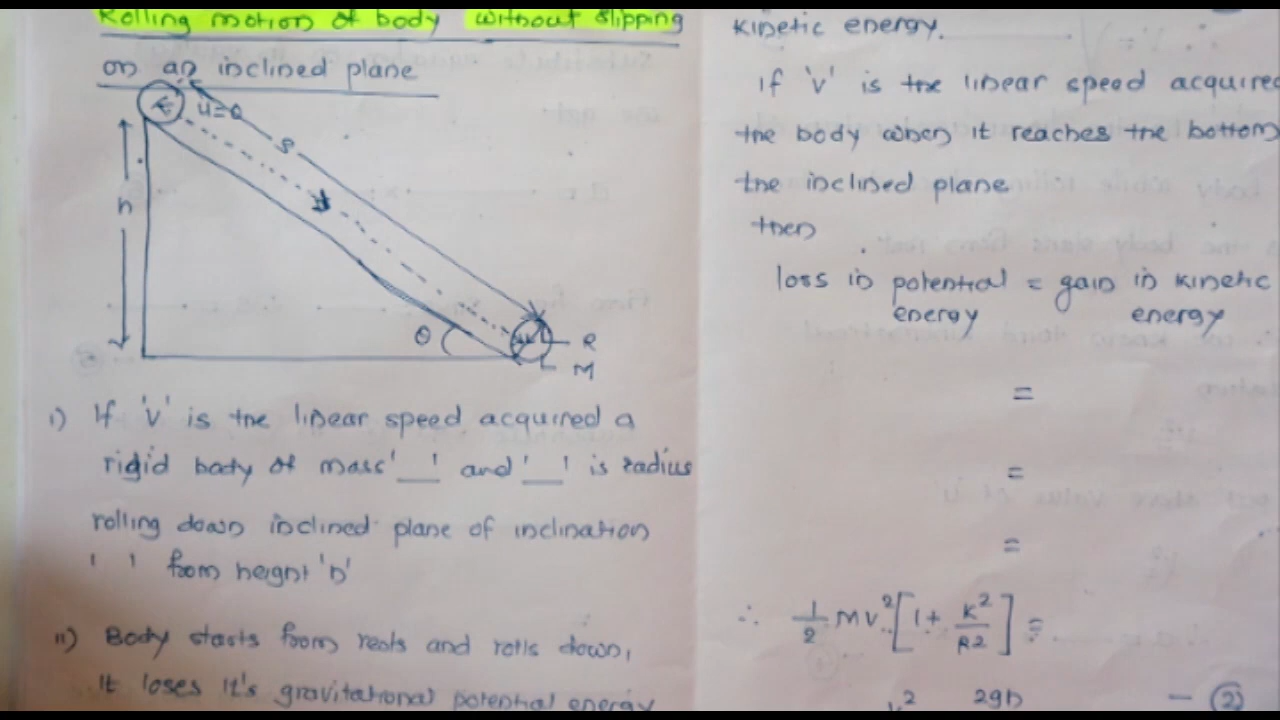 Rolling motion of body without slipping
on an inclined plane
u=0
s
h
θ
R
M
i) If 'v' is the linear speed acquired a
rigid body of mass '__' and '__' is radius
rolling down inclined plane of inclination
' ' from height 'h'
ii) Body starts from rests and rolls down,
It loses It's gravitational potential energy
kinetic energy.
If 'v' is the linear speed acquired
the body when it reaches the bottom
the inclined plane
then
loss in potential = gain in kinetic
energy energy
=
=
=
∴ 1/2 MV²[1+ K²/R²] =
v² 2gh — ②